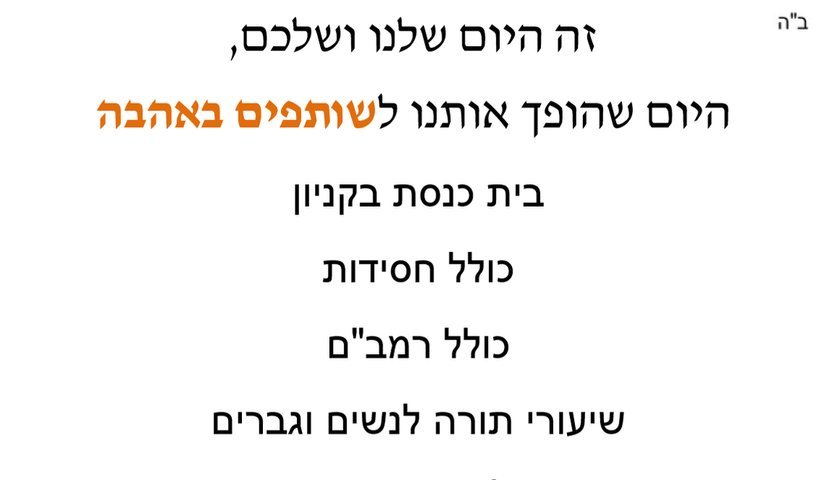 ב"ה
זה היום שלנו ושלכם,
היום שהופך אותנו לשותפים באהבה
בית כנסת בקניון
כולל חסידות
כולל רמב"ם
שיעורי תורה לנשים וגברים